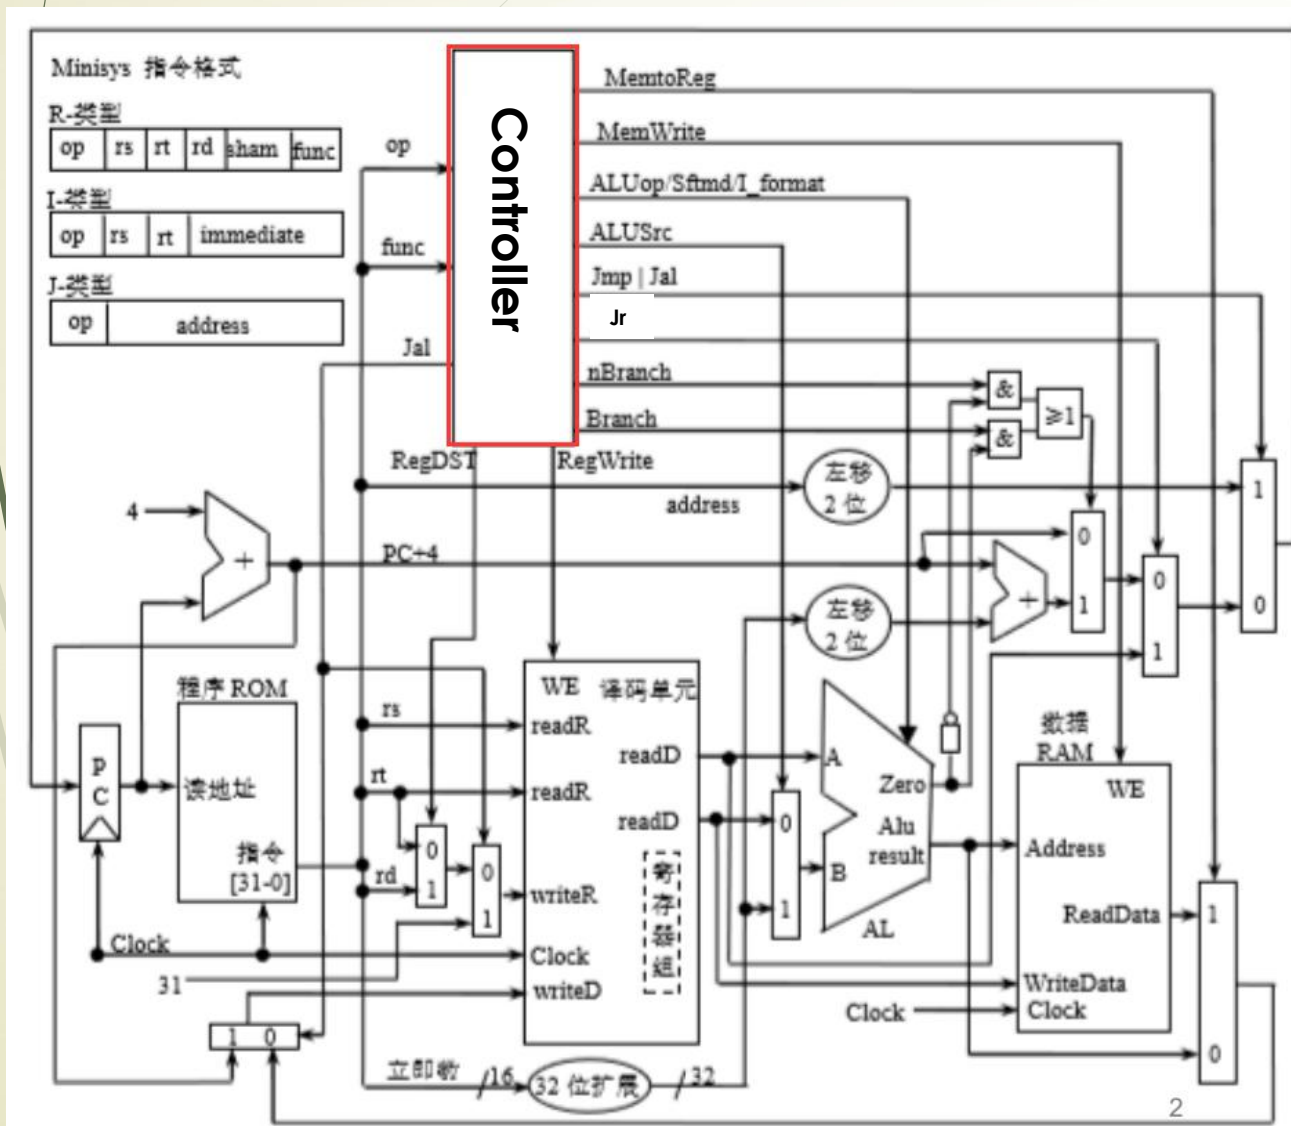 Minisys 指令格式
R-类型
op rs rt rd sham func
I-类型
op rs rt immediate
J-类型
op address
Controller
op
func
Jal
MemtoReg
MemWrite
ALUop/Sftmd/I_format
ALUSrc
Jmp | Jal
Jr
nBranch
Branch
RegDST
RegWrite
&
&
≥1
左移
2 位
address
1
0
4
+
PC+4
0
1
+
0
1
左移
2 位
程序 ROM
读地址
指令
[31-0]
P
C
Clock
31
1 0
rs
rt
rd
0
1
0
1
WE 译码单元
readR
readR
readD
readD
writeR
Clock
writeD
寄
存
器
组
0
1
A
B
Zero
Alu
result
AL
数据
RAM
WE
Address
ReadData
WriteData
Clock
Clock
1
0
立即数
/16
32 位扩展
/32
2